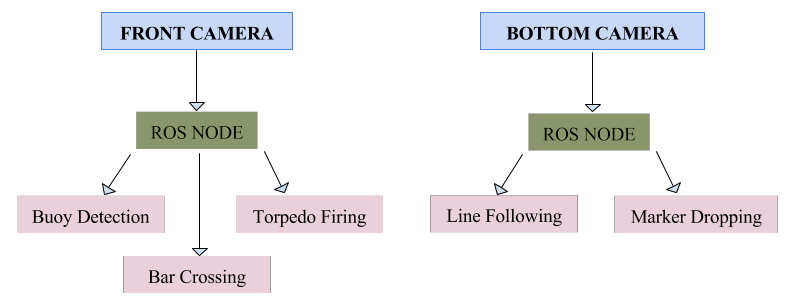 FRONT CAMERA
BOTTOM CAMERA
ROS NODE
ROS NODE
Buoy Detection
Torpedo Firing
Line Following
Marker Dropping
Bar Crossing